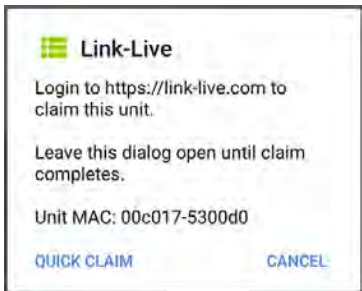 Link-Live
Login to https://link-live.com to
claim this unit.
Leave this dialog open until claim
completes.
Unit MAC: 00c017-5300d0
QUICK CLAIM CANCEL